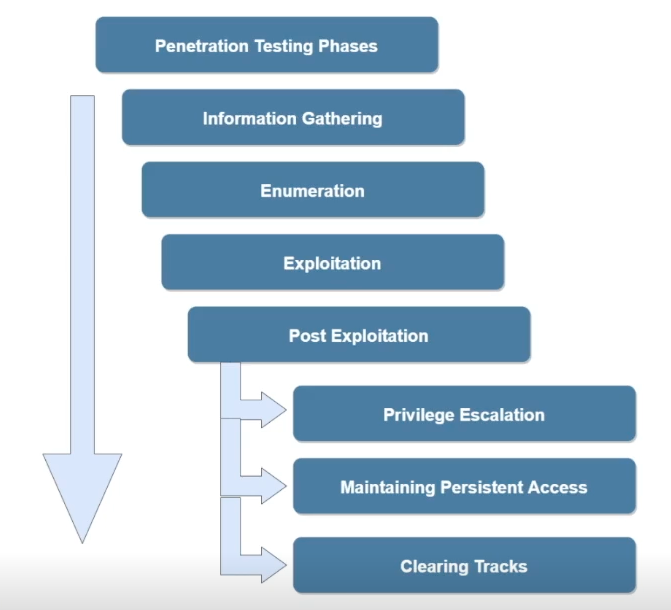 Penetration Testing Phases
Information Gathering
Enumeration
Exploitation
Post Exploitation
Privilege Escalation
Maintaining Persistent Access
Clearing Tracks